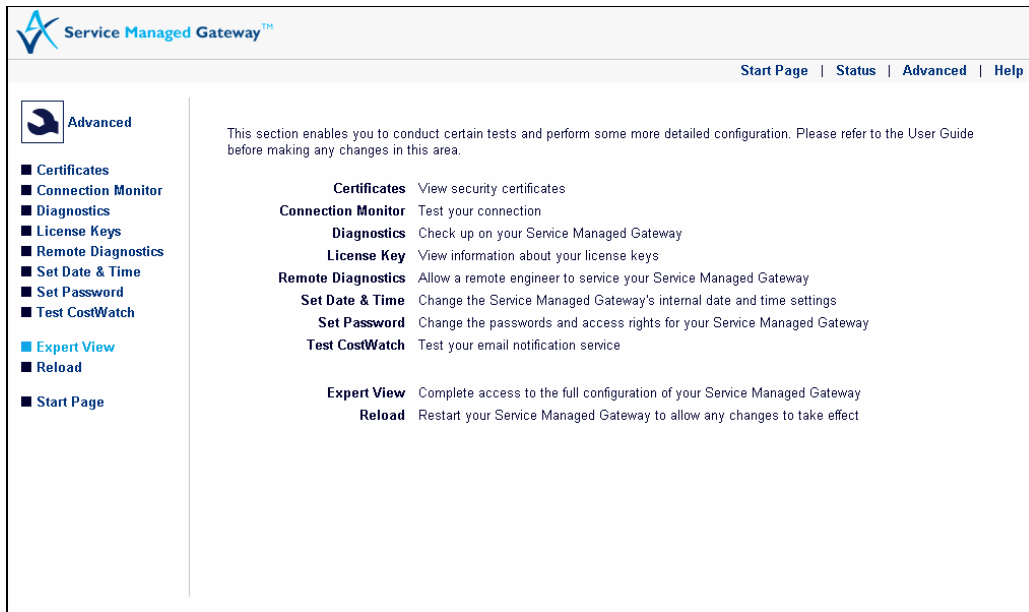 Service Managed Gateway™
Start Page | Status | Advanced | Help
Advanced
Certificates
Connection Monitor
Diagnostics
License Keys
Remote Diagnostics
Set Date & Time
Set Password
Test CostWatch
Expert View
Reload
Start Page
This section enables you to conduct certain tests and perform some more detailed configuration. Please refer to the User Guide
before making any changes in this area.
Certificates View security certificates
Connection Monitor Test your connection
Diagnostics Check up on your Service Managed Gateway
License Key View information about your license keys
Remote Diagnostics Allow a remote engineer to service your Service Managed Gateway
Set Date & Time Change the Service Managed Gateway's internal date and time settings
Set Password Change the passwords and access rights for your Service Managed Gateway
Test CostWatch Test your email notification service
Expert View Complete access to the full configuration of your Service Managed Gateway
Reload Restart your Service Managed Gateway to allow any changes to take effect